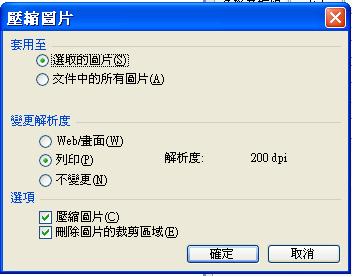 壓縮圖片
套用至
選取的圖片(S)
文件中的所有圖片(A)
變更解析度
Web/畫面(W)
列印(P) 解析度: 200 dpi
不變更(N)
選項
壓縮圖片(C)
刪除圖片的裁剪區域(E)
確定 取消